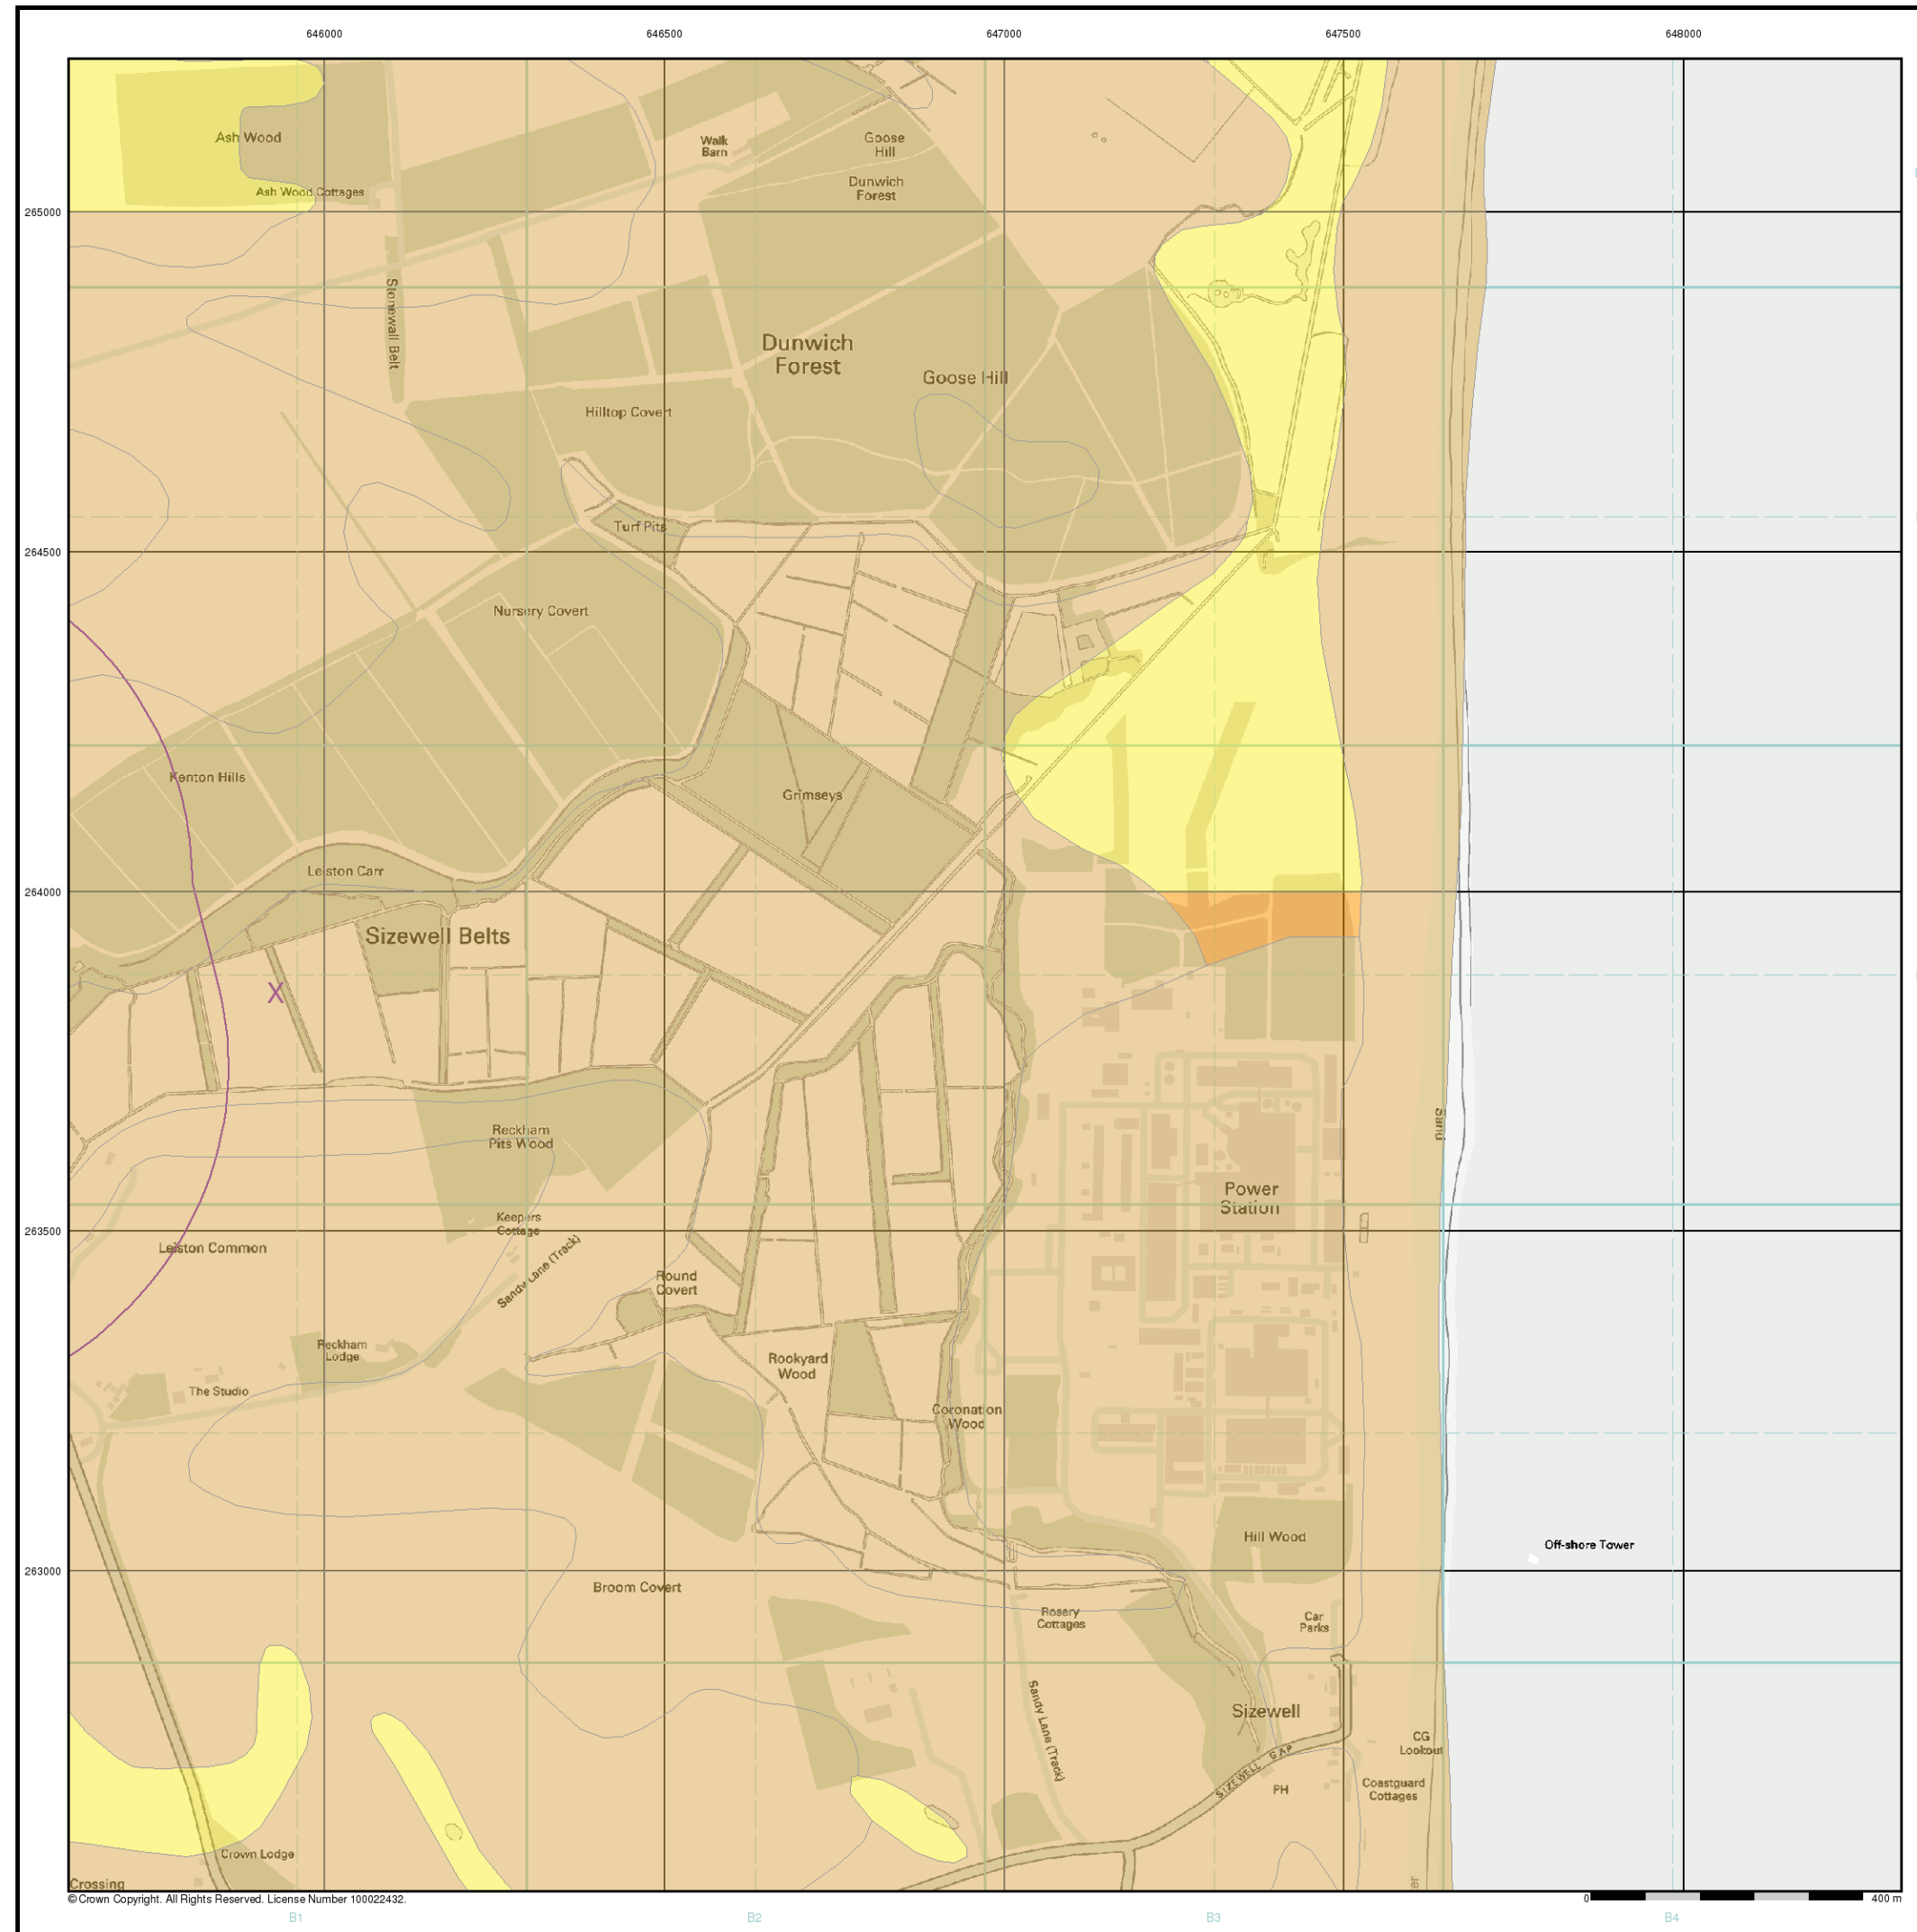 646000
646500
647000
647500
648000
Ash Wood
Walk
Barn
Goose
Hill
Dunwich
Forest
Ash Wood Cottages
265000
Stonewall Belt
Dunwich
Forest
Goose Hill
Hilltop Covert
Turf Pits
264500
Nursery Covert
Kenton Hills
Grimseys
Leiston Carr
264000
Sizewell Belts
X
Sand
Reckham
Pits Wood
Power
Station
Keepers
Cottage
263500
Leiston Common
Sandy Lane (Track)
Round
Covert
Reckham
Lodge
Rookyard
Wood
The Studio
Coronation
Wood
Hill Wood
Off-shore Tower
263000
Broom Covert
Rosery
Cottages
Car
Parks
Sandy Lane (Track)
Sizewell
CG
Lookout
SIZEWELL GAP
PH
Coastguard
Cottages
Crown Lodge
Crossing
© Crown Copyright. All Rights Reserved. License Number 100022432.
0 400 m
B1
B2
B3
B4